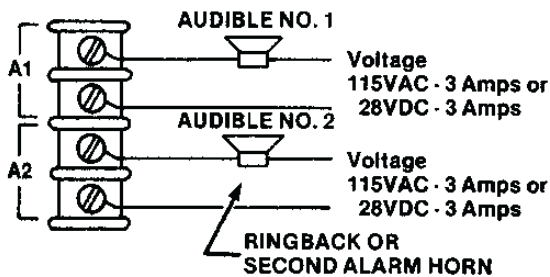 AUDIBLE NO. 1
A1
Voltage
115VAC - 3 Amps or
28VDC - 3 Amps
AUDIBLE NO. 2
A2
Voltage
115VAC - 3 Amps or
28VDC - 3 Amps
RINGBACK OR
SECOND ALARM HORN